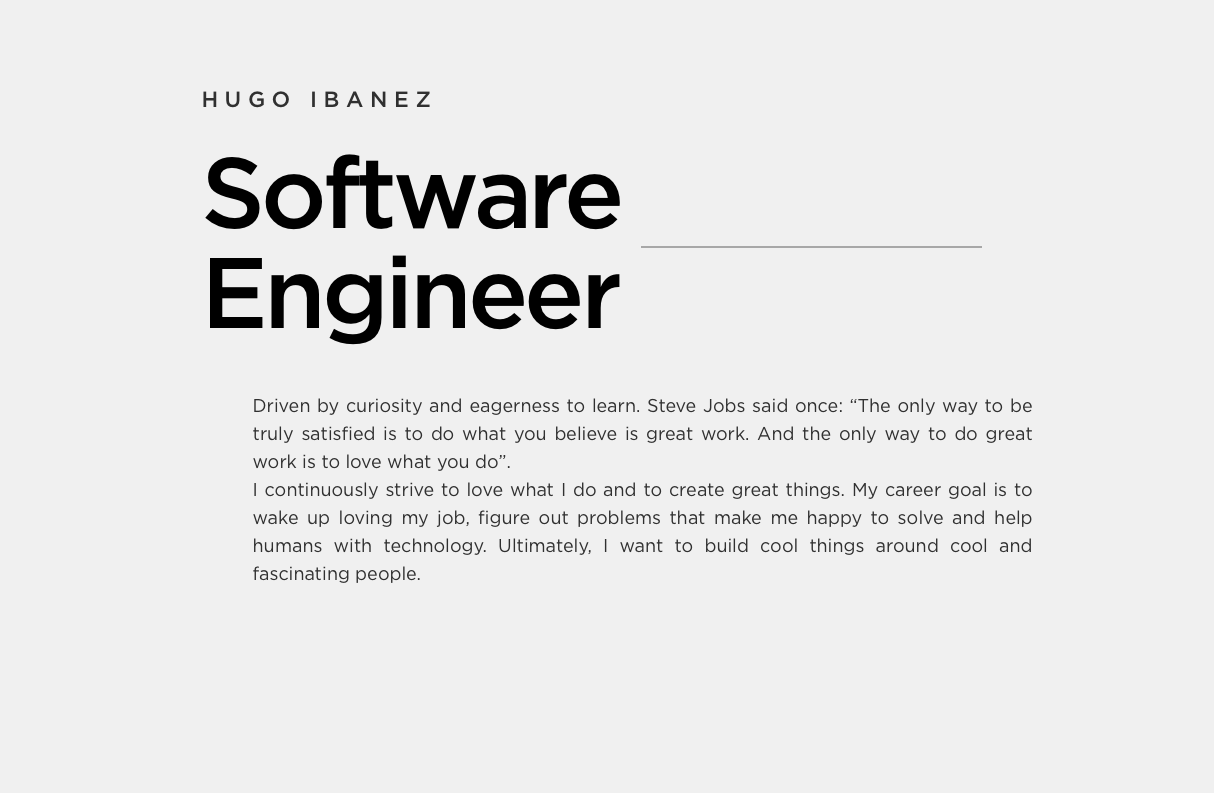 HUGO IBANEZ
Software
Engineer
Driven by curiosity and eagerness to learn. Steve Jobs said once: “The only way to be
truly satisfied is to do what you believe is great work. And the only way to do great
work is to love what you do”.
I continuously strive to love what I do and to create great things. My career goal is to
wake up loving my job, figure out problems that make me happy to solve and help
humans with technology. Ultimately, I want to build cool things around cool and
fascinating people.